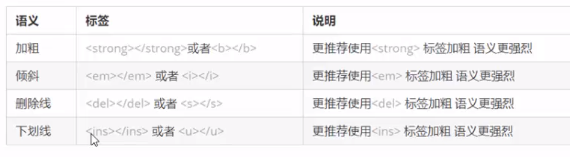 语义 标签 说明
加粗 <strong></strong>或者<b></b> 更推荐使用<strong> 标签加粗 语义更强烈
倾斜 <em></em> 或者 <i></i> 更推荐使用<em> 标签加粗 语义更强烈
删除线 <del></del> 或者 <s></s> 更推荐使用<del> 标签加粗 语义更强烈
下划线 <ins></ins> 或者 <u></u> 更推荐使用<ins> 标签加粗 语义更强烈